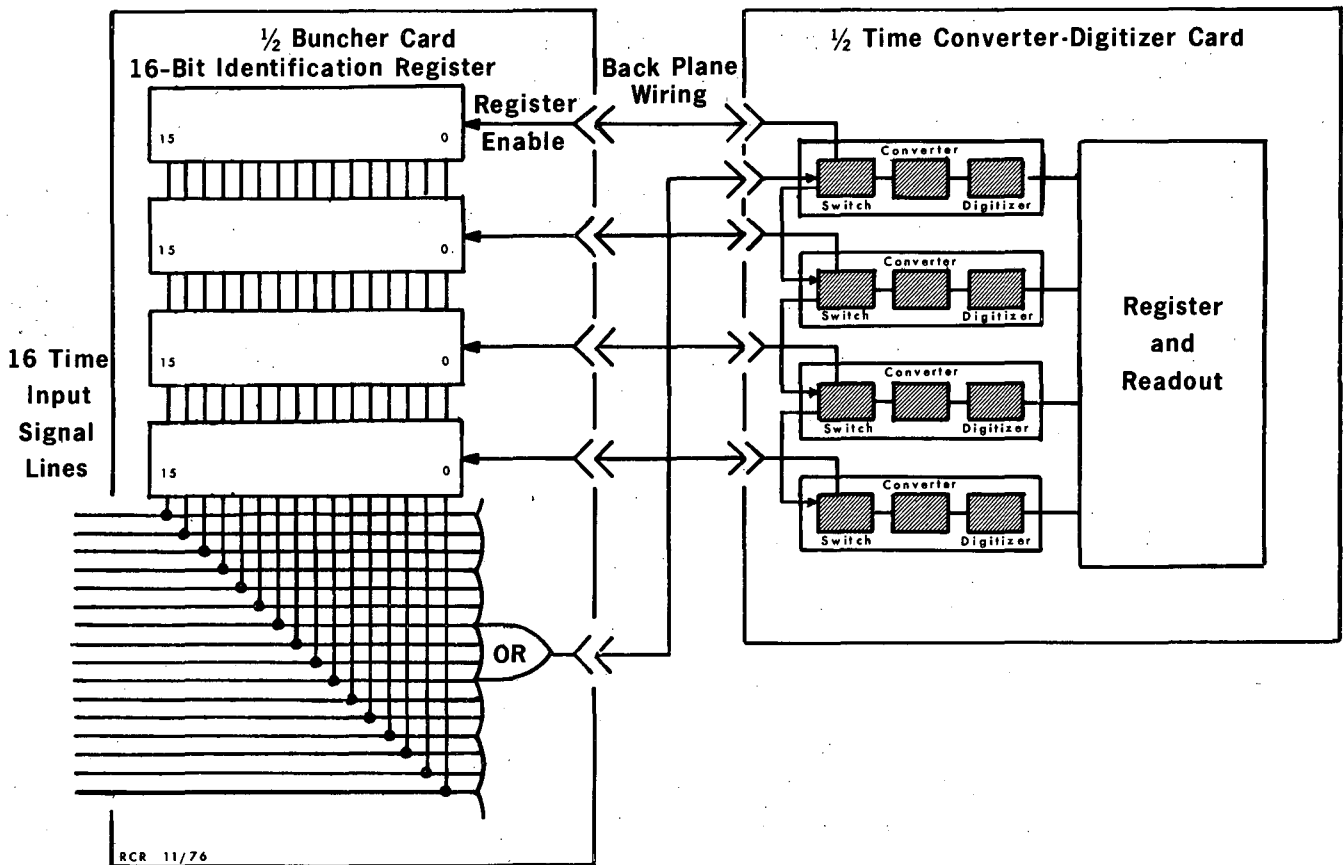 ½ Buncher Card
16-Bit Identification Register
15 0
15 0
15 0
15 0
Register
Enable
16 Time
Input
Signal
Lines
OR
RCR 11/76
Back Plane
Wiring
½ Time Converter-Digitizer Card
Converter
Switch Digitizer
Converter
Switch Digitizer
Converter
Switch Digitizer
Converter
Switch Digitizer
Register
and
Readout